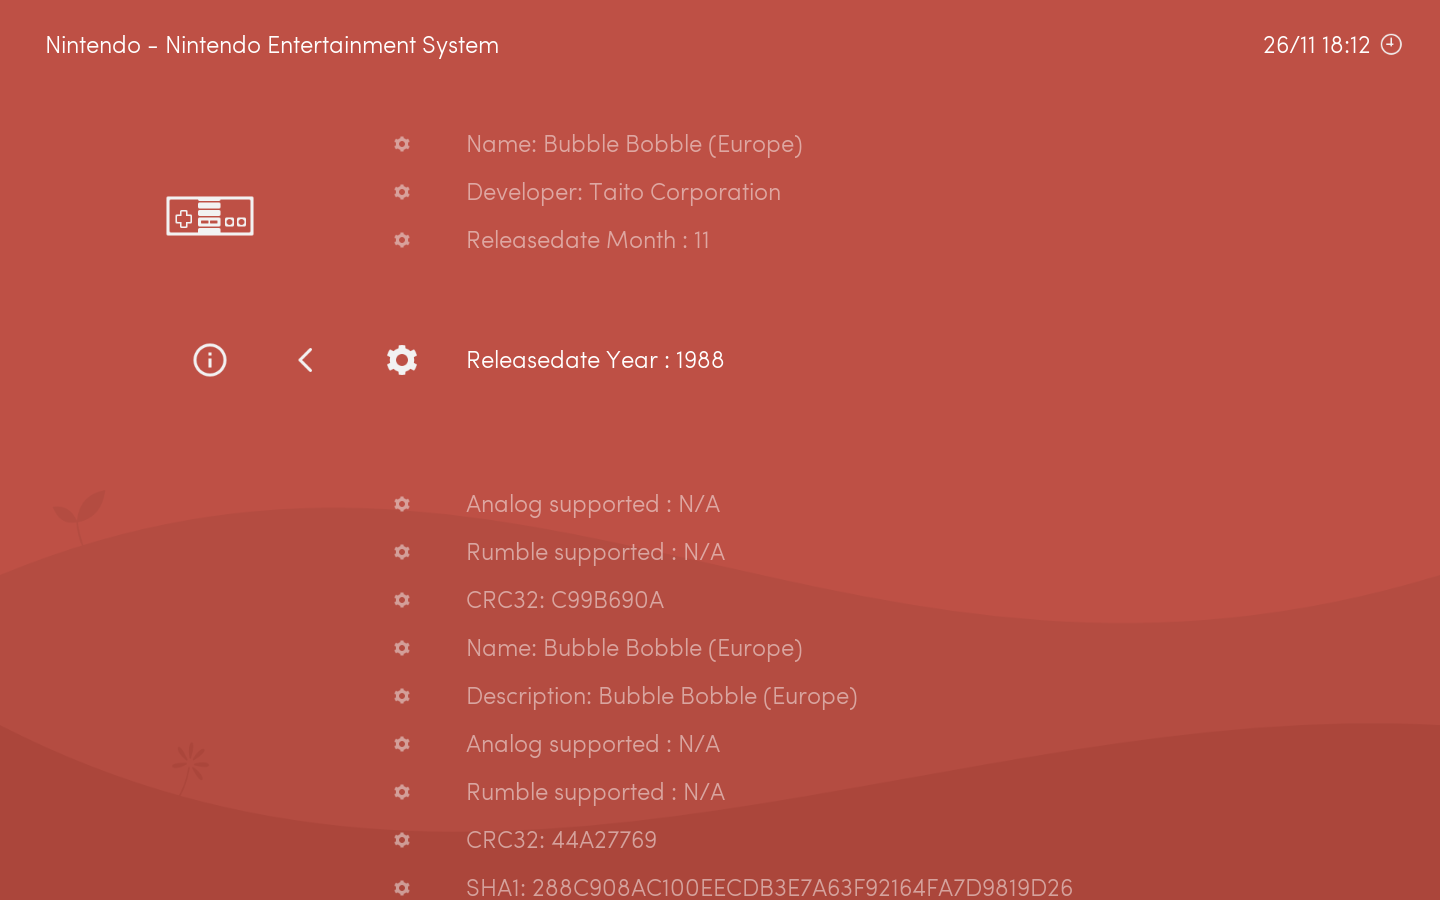 Nintendo - Nintendo Entertainment System
26/11 18:12
Name: Bubble Bobble (Europe)
Developer: Taito Corporation
Releasedate Month : 11
Releasedate Year : 1988
Analog supported : N/A
Rumble supported : N/A
CRC32: C99B690A
Name: Bubble Bobble (Europe)
Description: Bubble Bobble (Europe)
Analog supported : N/A
Rumble supported : N/A
CRC32: 44A27769
SHA1: 288C908AC100EECDB3E7A63F92164FA7D9819D26